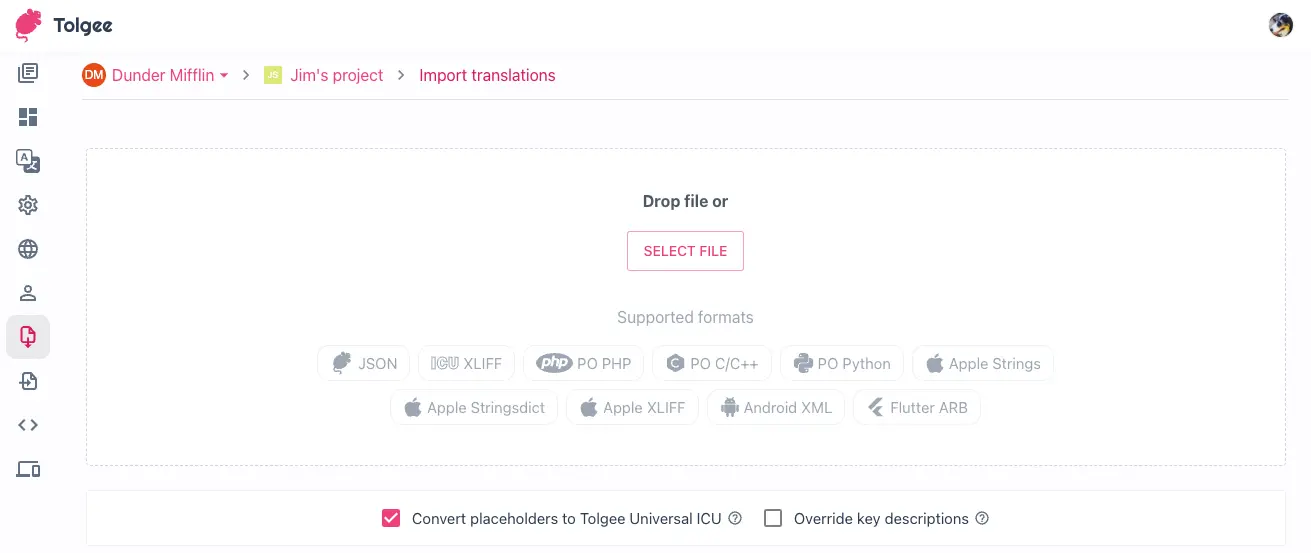 Tolgee
DM Dunder Mifflin JS Jim's project Import translations
Drop file or
SELECT FILE
Supported formats
JSON ICU XLIFF php PO PHP C PO C/C++ PO Python Apple Strings
Apple Stringsdict Apple XLIFF Android XML Flutter ARB
Convert placeholders to Tolgee Universal ICU ? Override key descriptions ?